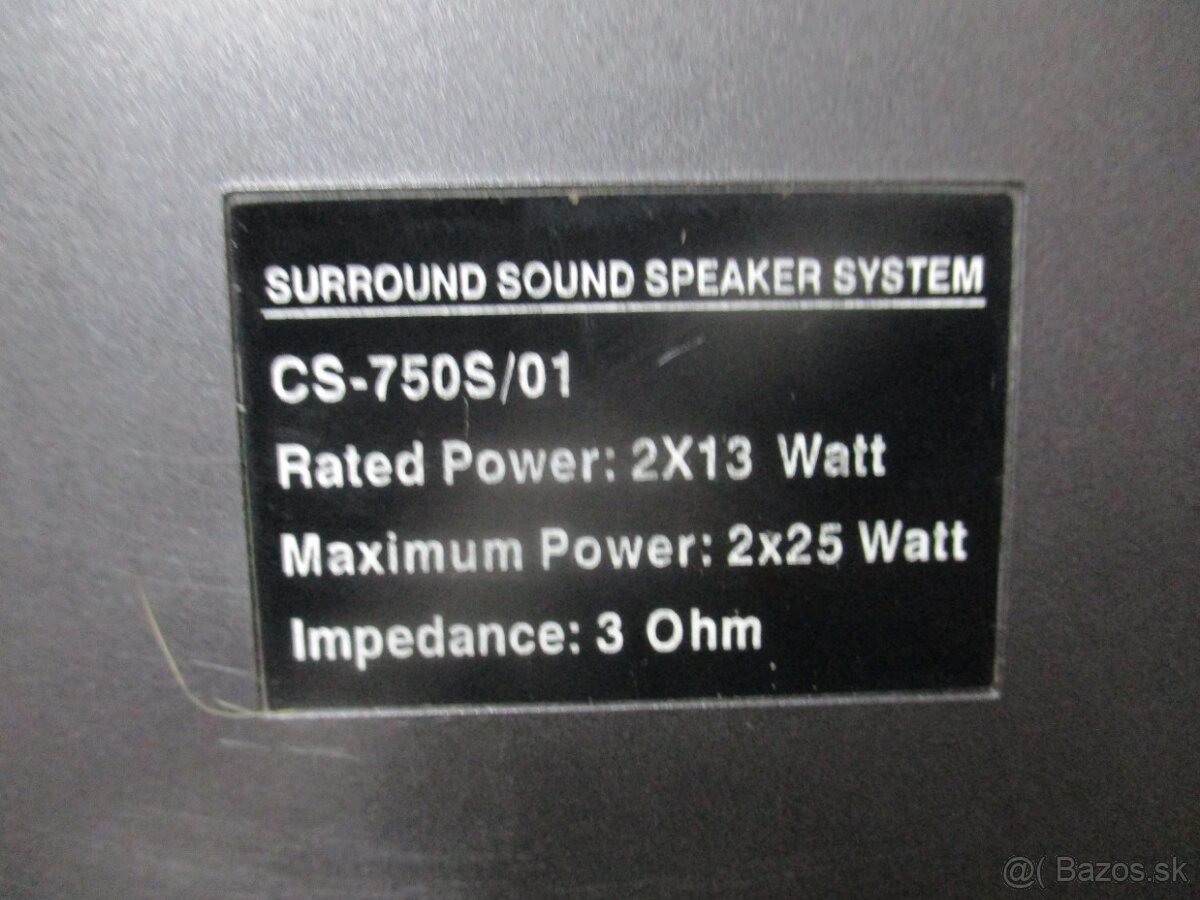 SURROUND SOUND SPEAKER SYSTEM
CS-750S/01
Rated Power: 2X13 Watt
Maximum Power: 2x25 Watt
Impedance: 3 Ohm
@( Bazos.sk